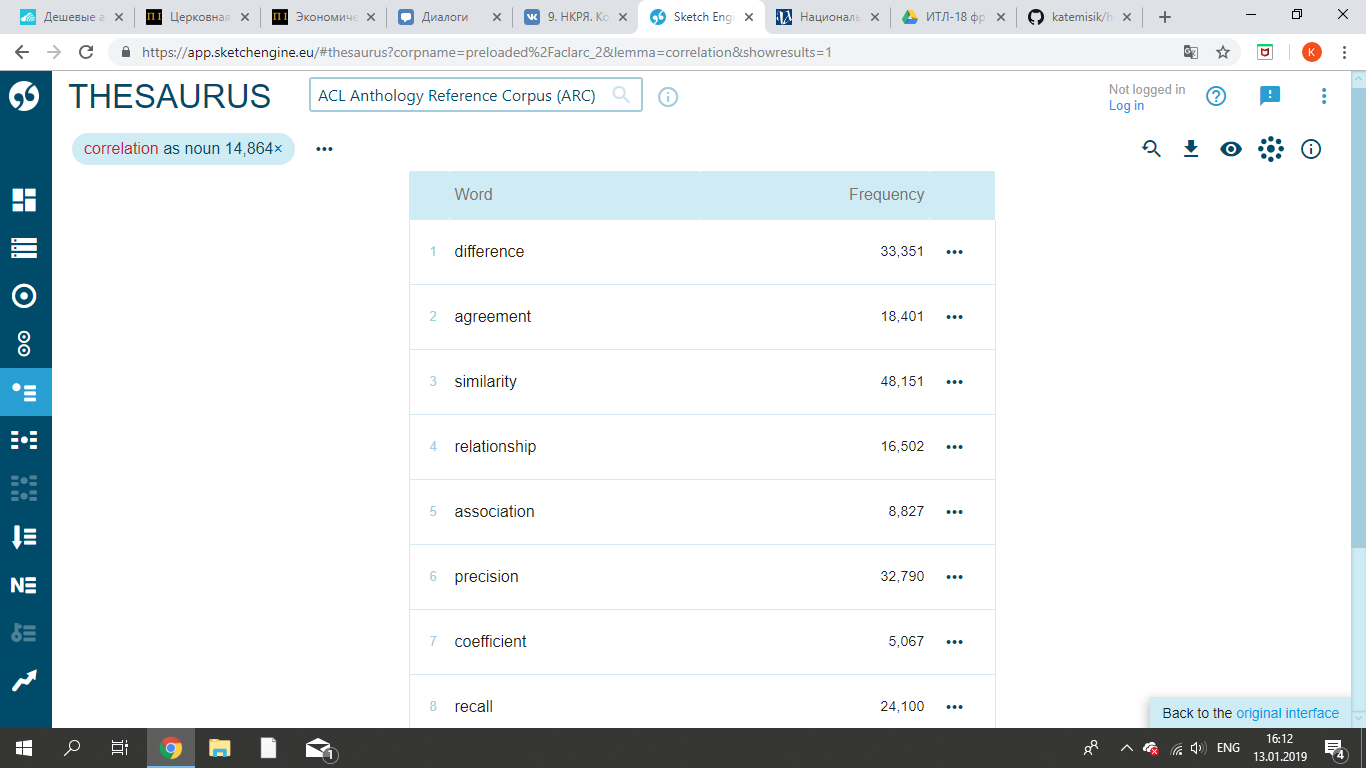 Дешевые а
Церковная
Экономиче
Диалоги
9. НКРЯ. Ко
Sketch Eng
Националь
ИТЛ-18 фр
katemisik/h
https://app.sketchengine.eu/#thesaurus?corpname=preloaded%2Faclarc_2&lemma=correlation&showresults=1
K
THESAURUS
ACL Anthology Reference Corpus (ARC)
Not logged in
Log in
correlation as noun 14,864×
Word Frequency
1 difference 33,351
2 agreement 18,401
3 similarity 48,151
4 relationship 16,502
5 association 8,827
6 precision 32,790
7 coefficient 5,067
8 recall 24,100
Back to the original interface
ENG
16:12
13.01.2019
1
4